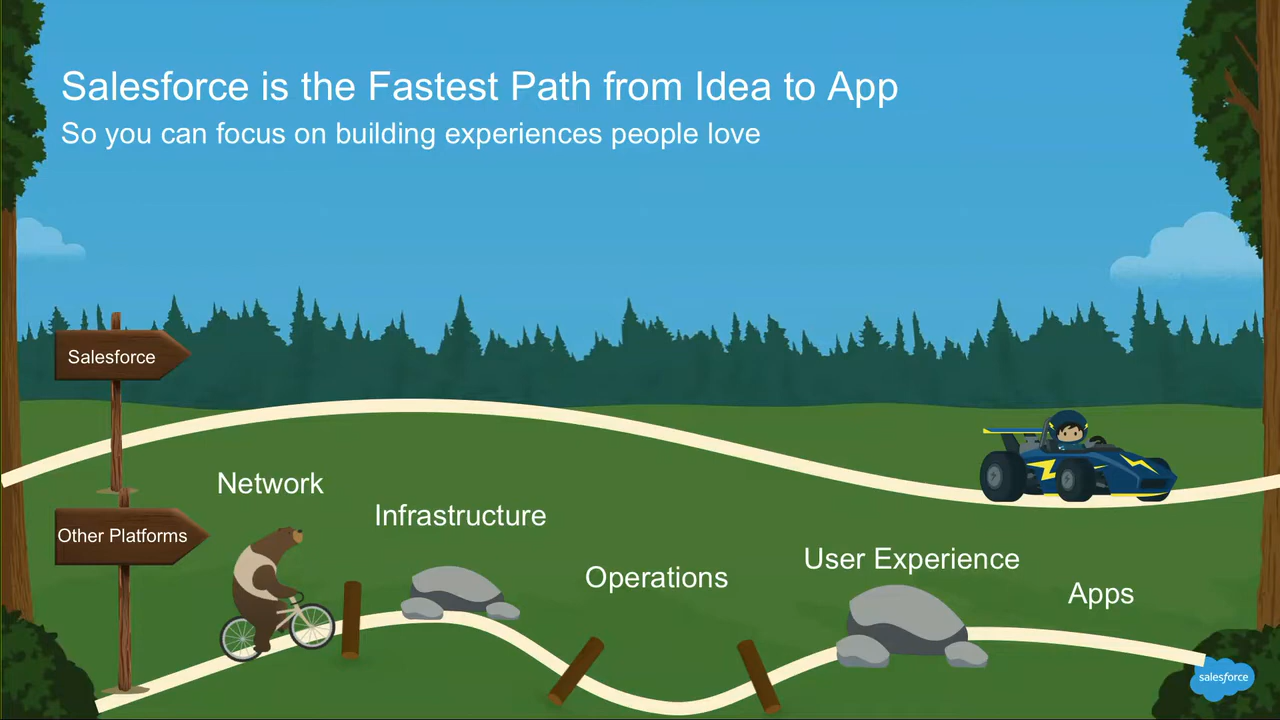 Salesforce is the Fastest Path from Idea to App
So you can focus on building experiences people love
Salesforce
Network
Infrastructure
Other Platforms
User Experience
Operations
Apps
salesforce